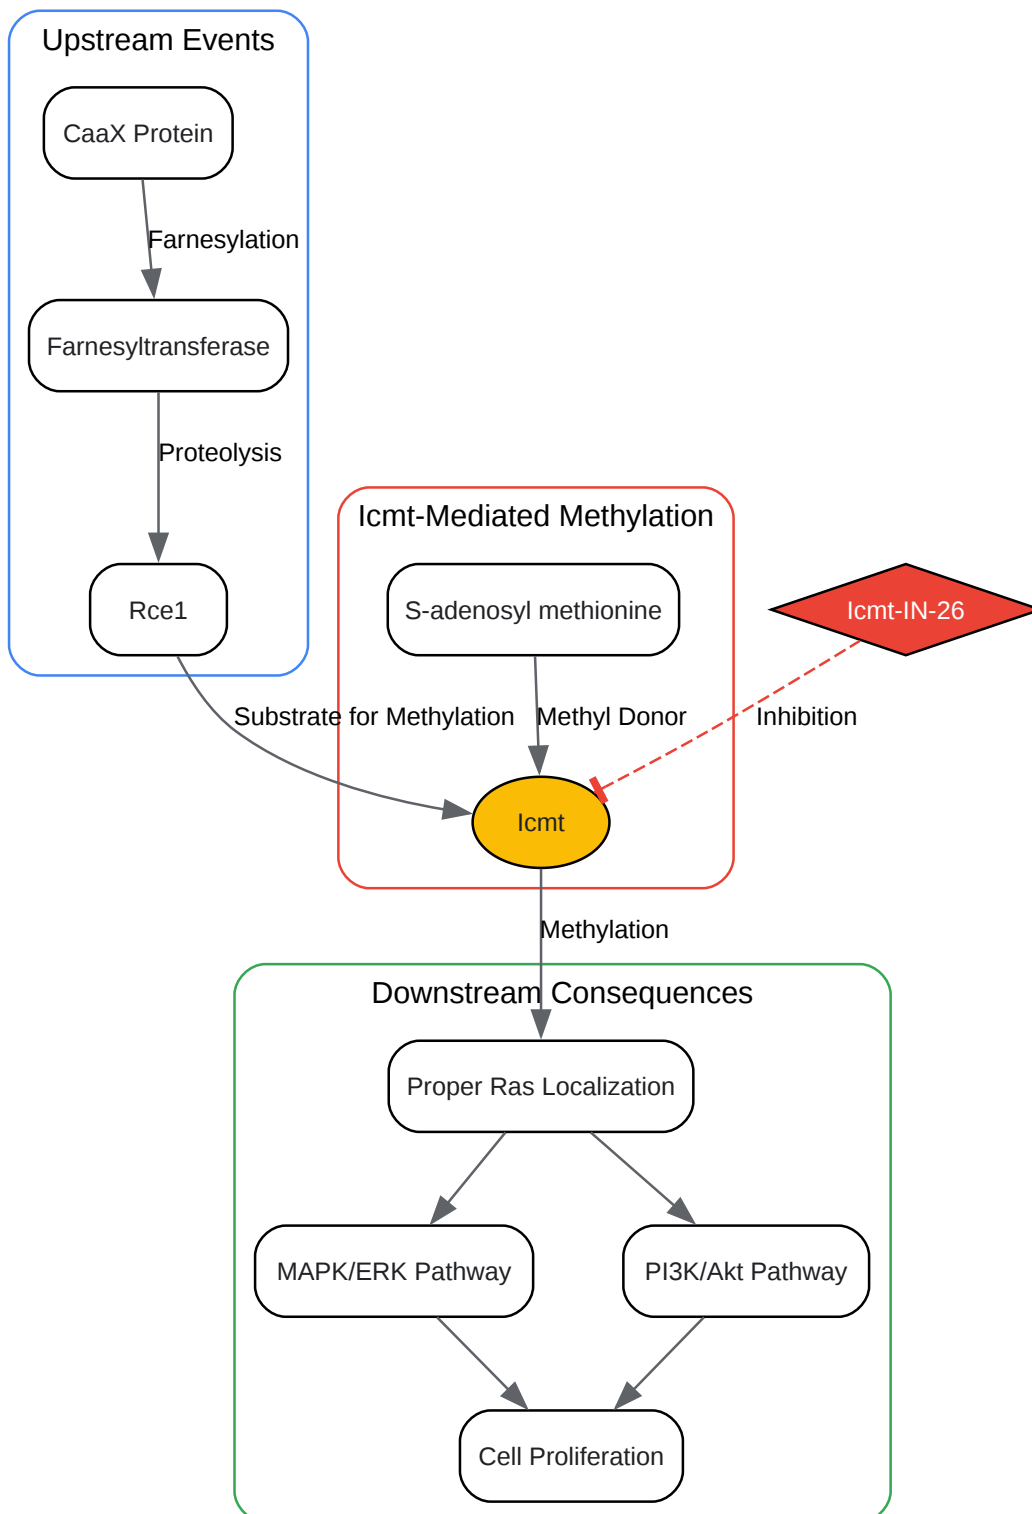 Upstream Events
CaaX Protein
Farnesylation
Farnesyltransferase
Proteolysis
Rce1
Icmt-Mediated Methylation
S-adenosyl methionine
Icmt-IN-26
Substrate for Methylation
Methyl Donor
Inhibition
Icmt
Methylation
Downstream Consequences
Proper Ras Localization
MAPK/ERK Pathway
PI3K/Akt Pathway
Cell Proliferation